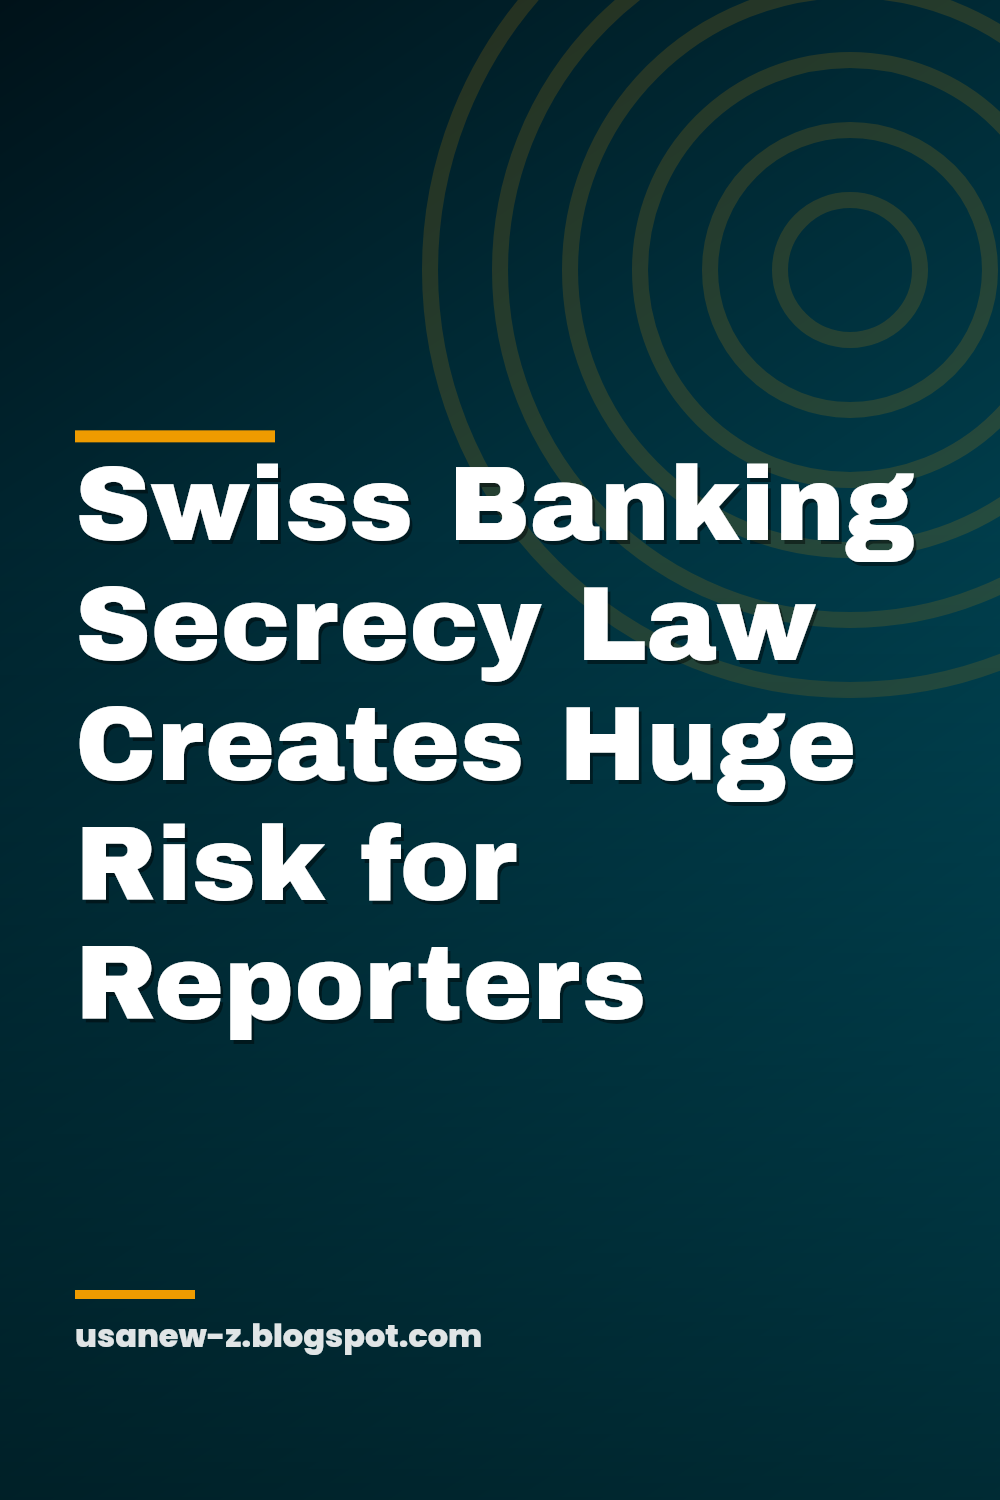 Swiss Banking
Secrecy Law
Creates Huge
Risk for
Reporters
usanew-z.blogspot.com